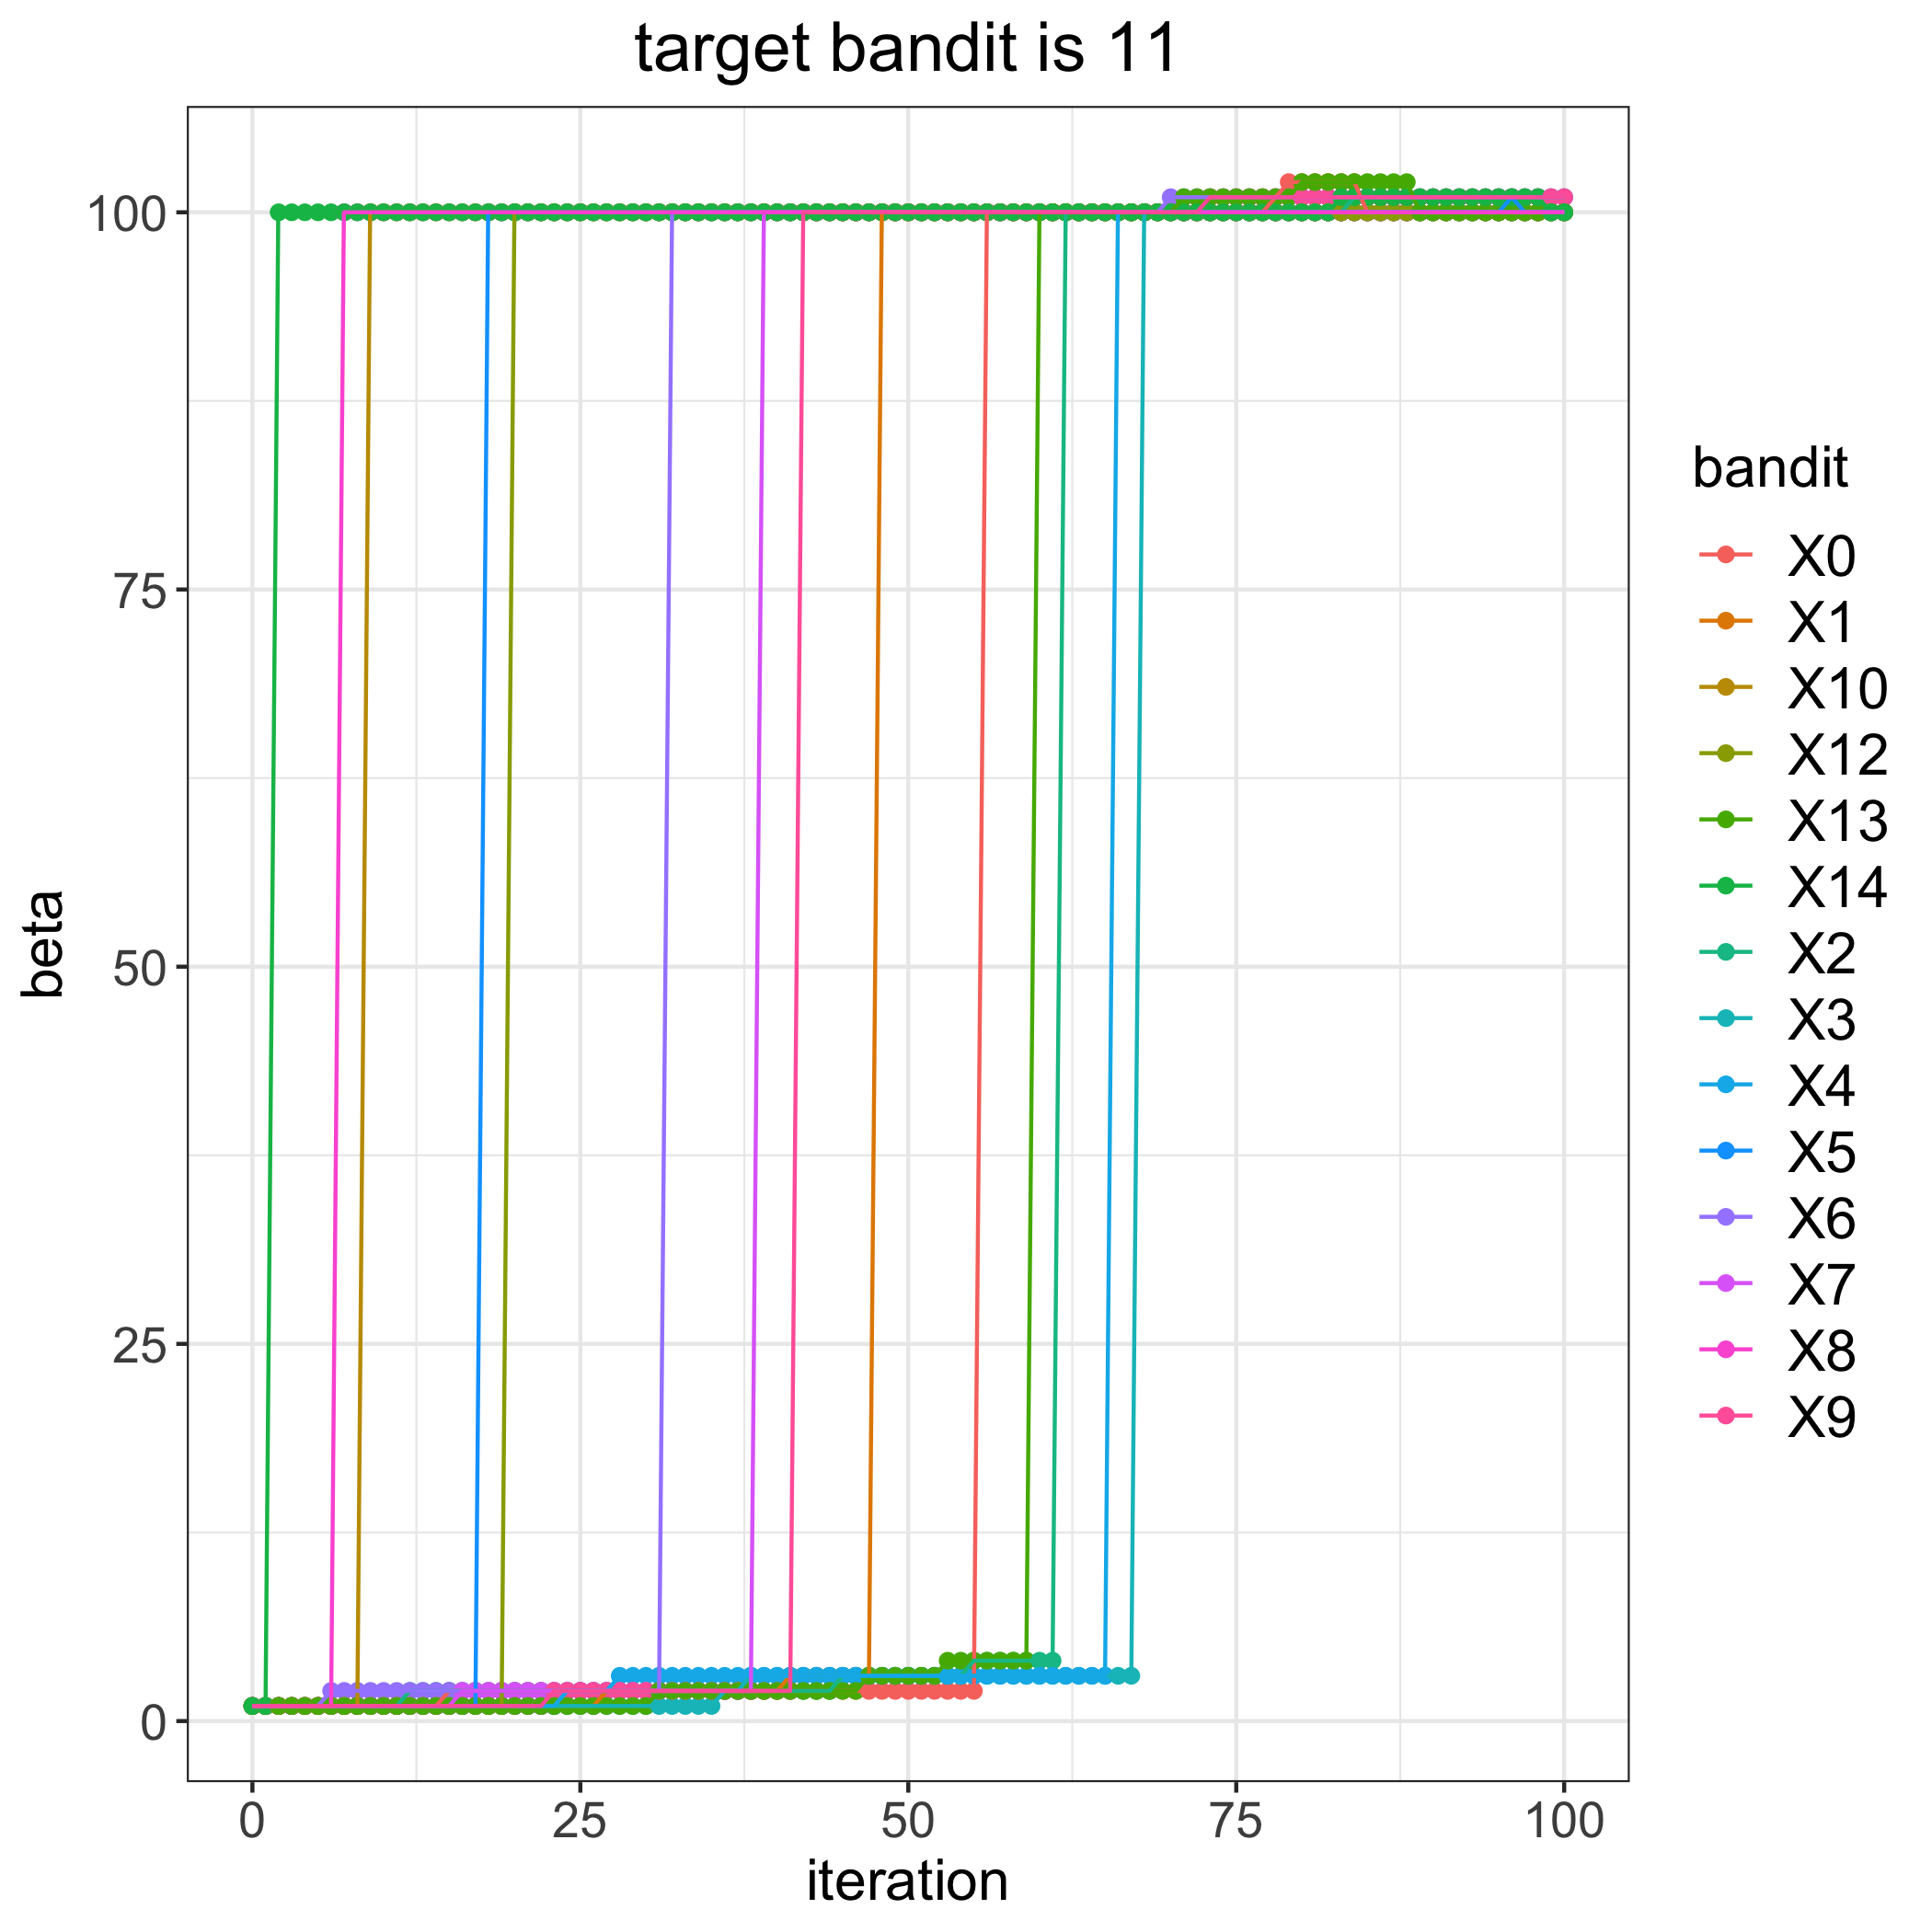 target bandit is 11
100
75
50
25
0
beta
0 25 50 75 100
iteration
bandit
X0
X1
X10
X12
X13
X14
X2
X3
X4
X5
X6
X7
X8
X9